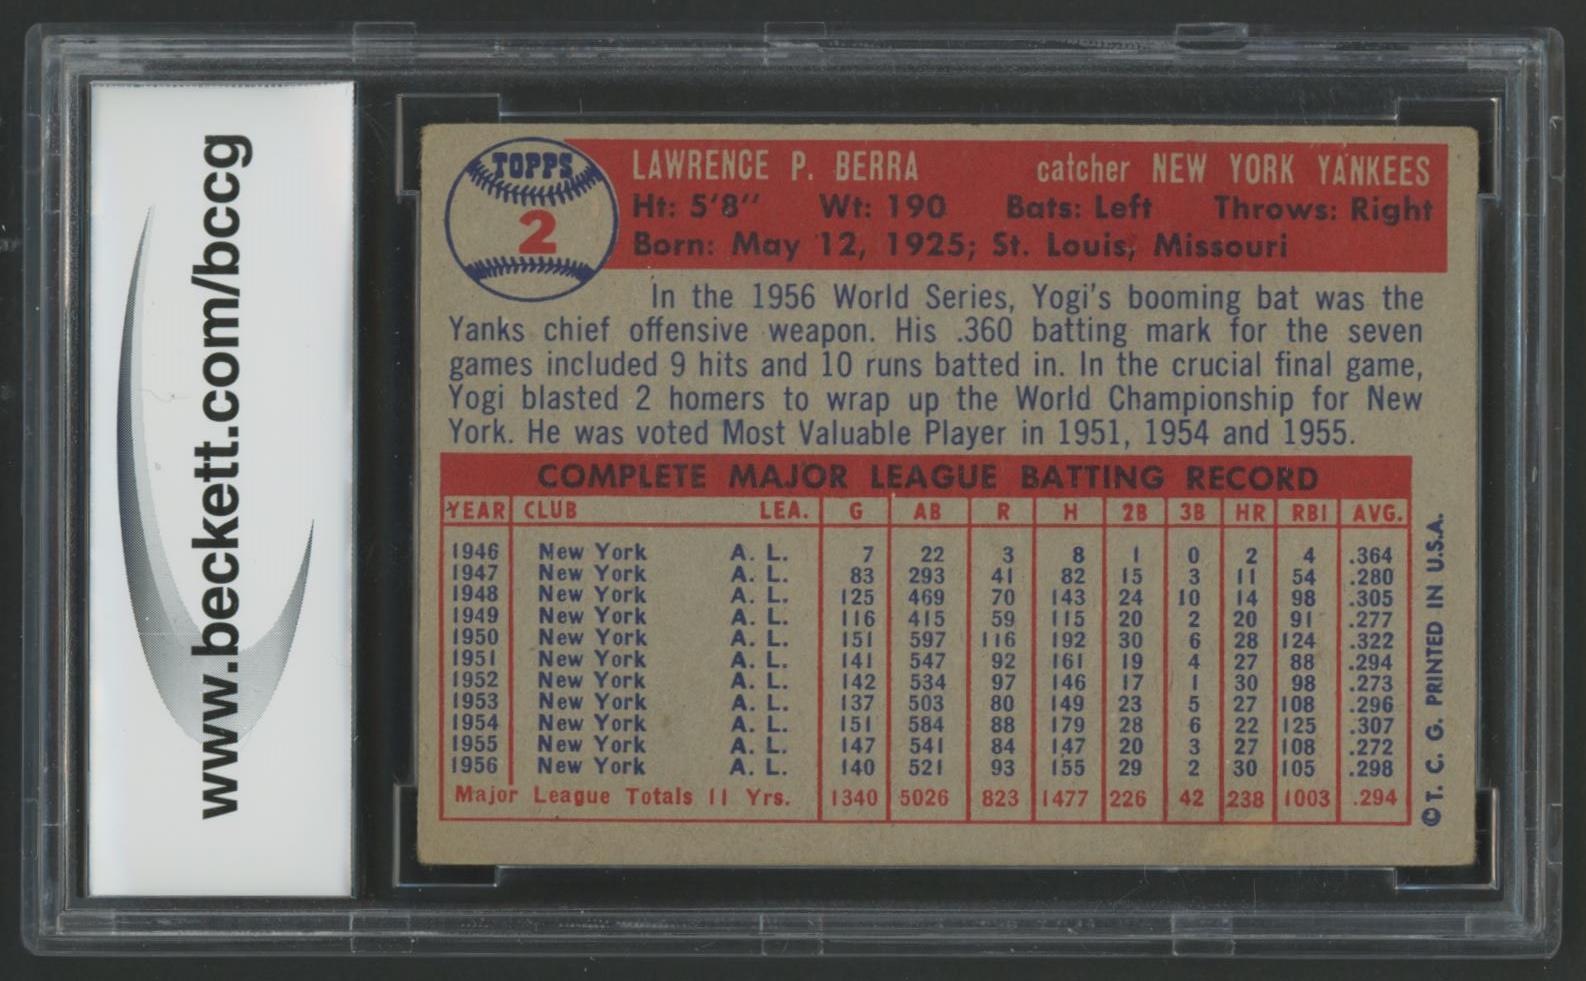 www.beckett.com/bccg
TOPPS
2
LAWRENCE P. BERRA catcher NEW YORK YANKEES
Ht: 5'8" Wt: 190 Bats: Left Throws: Right
Born: May 12, 1925; St. Louis, Missouri
In the 1956 World Series, Yogi's booming bat was the
Yanks chief offensive weapon. His .360 batting mark for the seven
games included 9 hits and 10 runs batted in. In the crucial final game,
Yogi blasted 2 homers to wrap up the World Championship for New
York. He was voted Most Valuable Player in 1951, 1954 and 1955.
COMPLETE MAJOR LEAGUE BATTING RECORD
YEAR CLUB LEA. G AB R H 2B 3B HR RBI AVG.
1946 New York A. L. 7 22 3 8 1 0 2 4 .364
1947 New York A. L. 83 293 41 82 15 3 11 54 .280
1948 New York A. L. 125 469 70 143 24 10 14 98 .305
1949 New York A. L. 116 415 59 115 20 2 20 91 .277
1950 New York A. L. 151 597 116 192 30 6 28 124 .322
1951 New York A. L. 141 547 92 161 19 4 27 88 .294
1952 New York A. L. 142 534 97 146 17 1 30 98 .273
1953 New York A. L. 137 503 80 149 23 5 27 108 .296
1954 New York A. L. 151 584 88 179 28 6 22 125 .307
1955 New York A. L. 147 541 84 147 20 3 27 108 .272
1956 New York A. L. 140 521 93 155 29 2 30 105 .298
Major League Totals 11 Yrs. 1340 5026 823 1477 226 42 238 1003 .294
©T. C. G. PRINTED IN U.S.A.